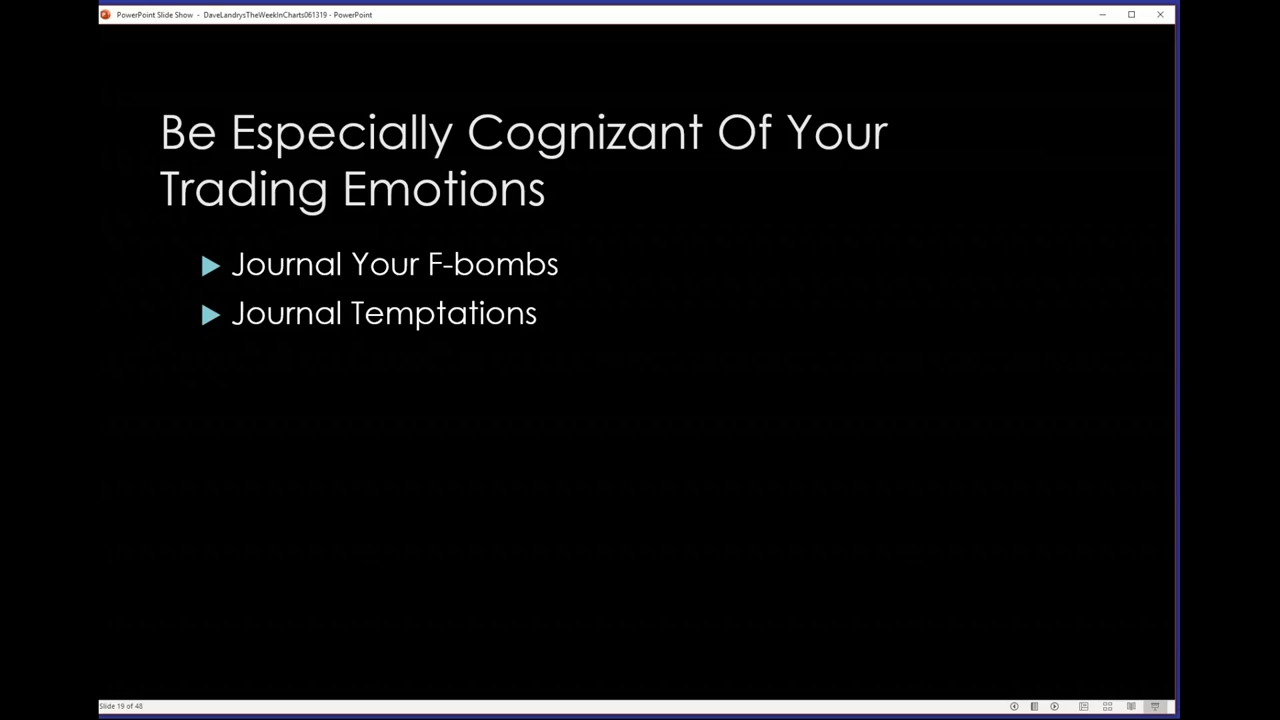 PowerPoint Slide Show - DaveLandrysTheWeekInCharts061319 - PowerPoint
Be Especially Cognizant Of Your
Trading Emotions
Journal Your F-bombs
Journal Temptations
Slide 19 of 48